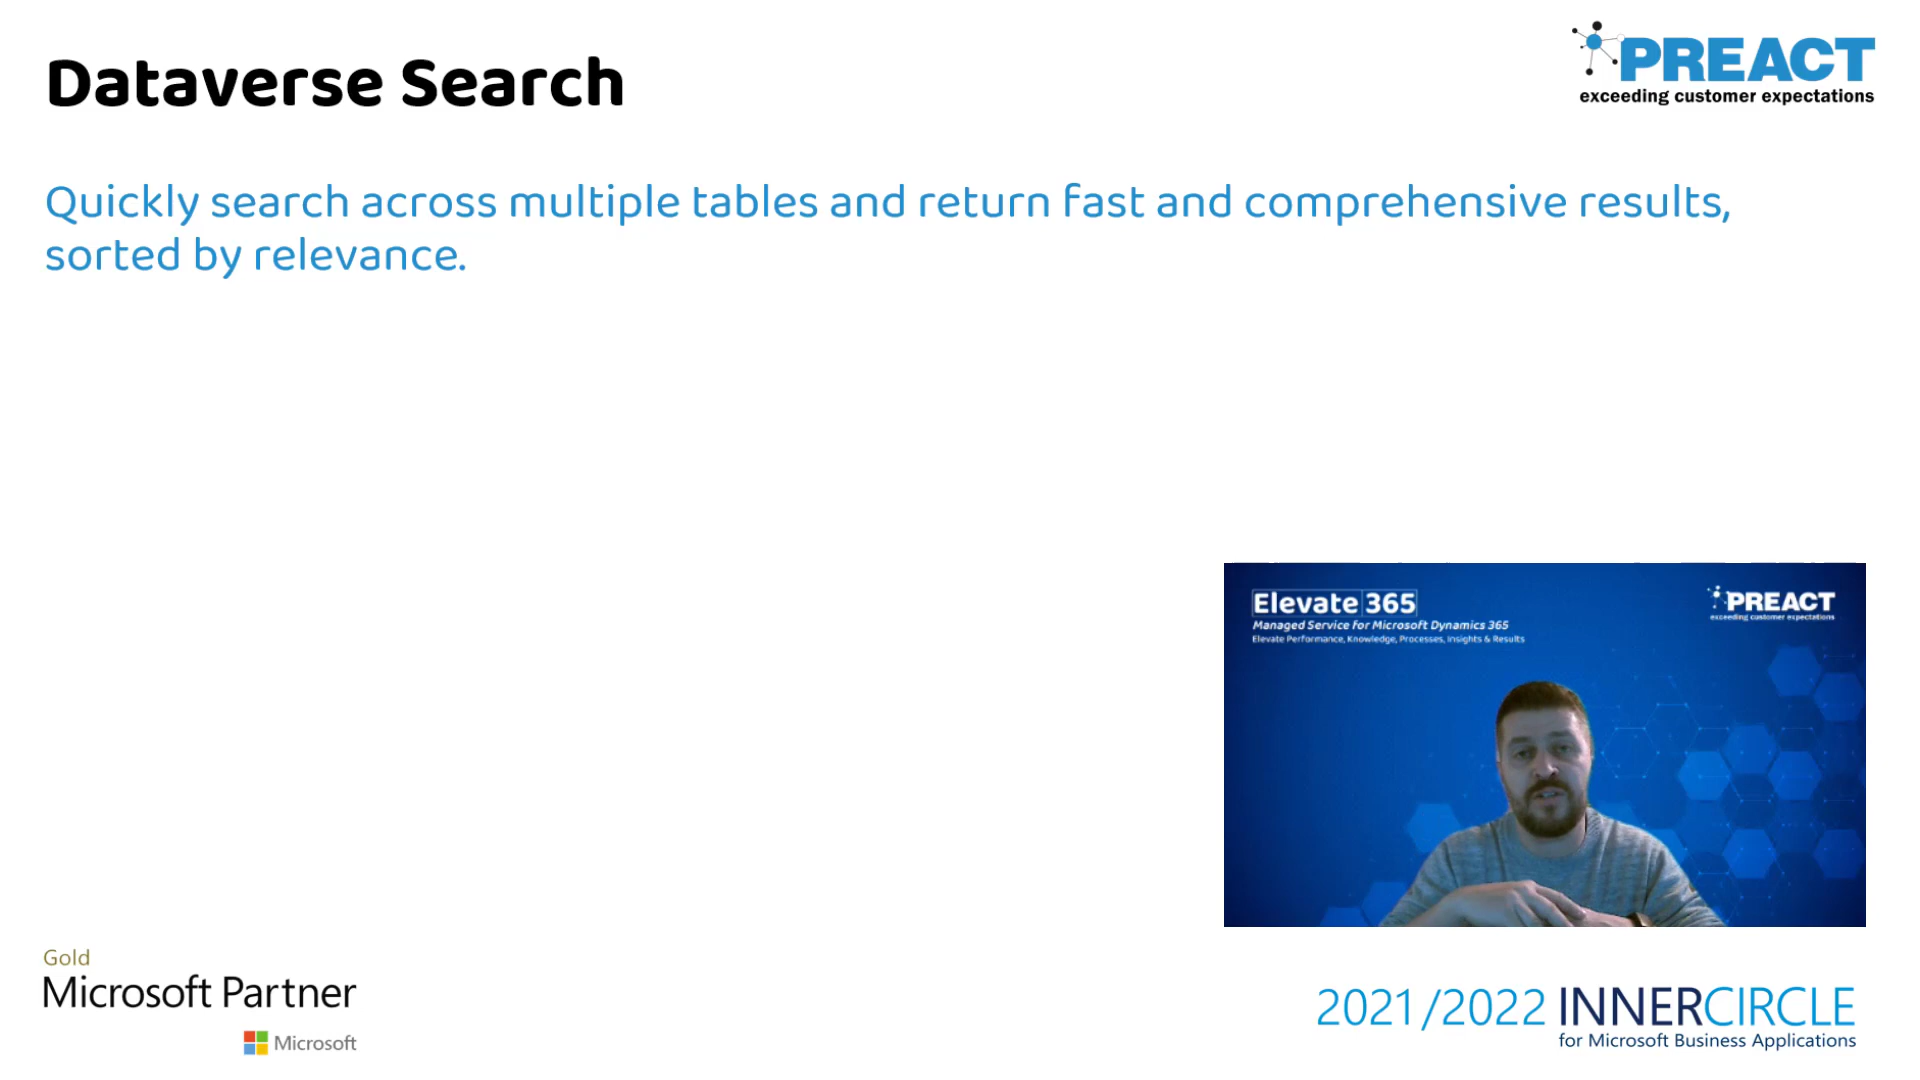 Dataverse Search
PREACT
exceeding customer expectations
Quickly search across multiple tables and return fast and comprehensive results,
sorted by relevance.
Elevate 365
Managed Service for Microsoft Dynamics 365
Elevate Performance, Knowledge, Processes, Insights & Results
PREACT
exceeding customer expectations
Gold
Microsoft Partner
Microsoft
2021/2022 INNERCIRCLE
for Microsoft Business Applications